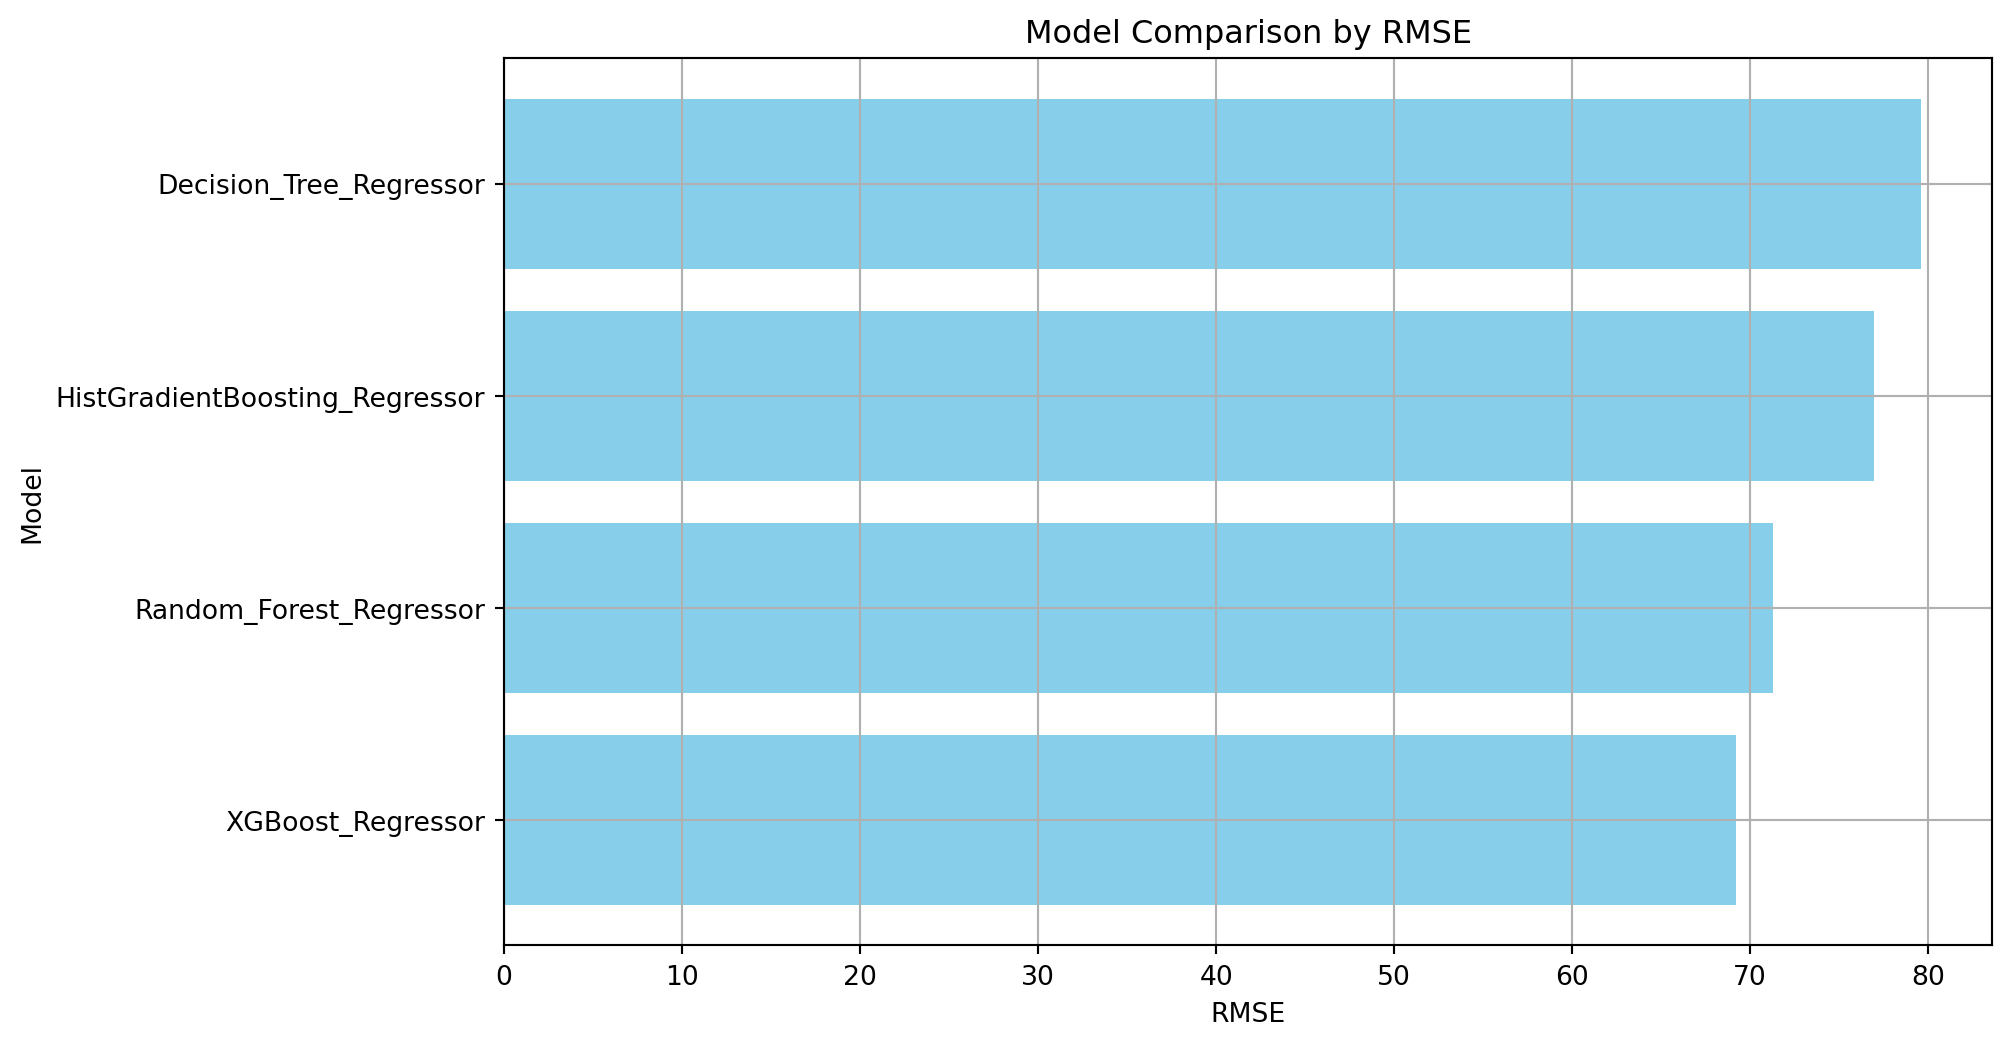 Model Comparison by RMSE
Decision_Tree_Regressor
HistGradientBoosting_Regressor
Random_Forest_Regressor
XGBoost_Regressor
Model
0 10 20 30 40 50 60 70 80
RMSE